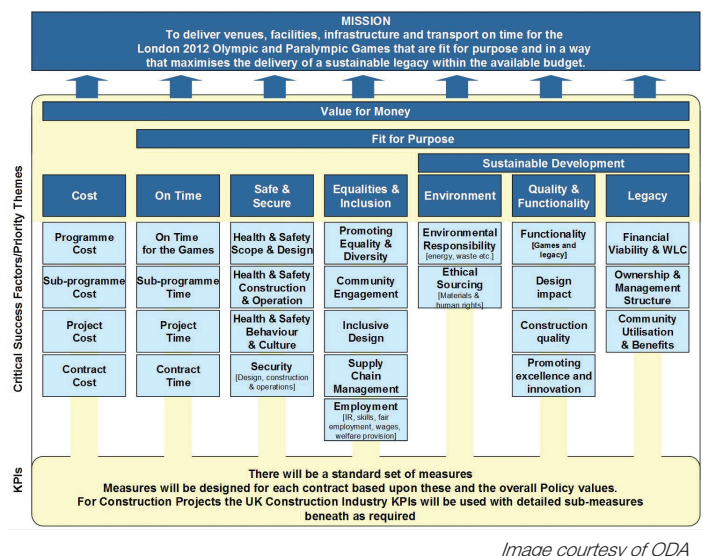 MISSION
To deliver venues, facilities, infrastructure and transport on time for the
London 2012 Olympic and Paralympic Games that are fit for purpose and in a way
that maximises the delivery of a sustainable legacy within the available budget.
Value for Money
Fit for Purpose
Sustainable Development
Critical Success Factors/Priority Themes
Cost
Programme
Cost
Sub-programme
Cost
Project
Cost
Contract
Cost
On Time
On Time
for the Games
Sub-programme
Time
Project
Time
Contract
Time
Safe &
Secure
Health & Safety
Scope & Design
Health & Safety
Construction
& Operation
Health & Safety
Behaviour
& Culture
Security
[Design, construction
& operations]
Equalities &
Inclusion
Promoting
Equality &
Diversity
Community
Engagement
Inclusive
Design
Supply
Chain
Management
Employment
[IR, skills, fair
employment, wages,
welfare provision]
Environment
Environmental
Responsibility
[energy, waste etc.]
Ethical
Sourcing
[Materials &
human rights]
Quality &
Functionality
Functionality
[Games and
legacy]
Design
impact
Construction
quality
Promoting
excellence and
innovation
Legacy
Financial
Viability & WLC
Ownership &
Management
Structure
Community
Utilisation
& Benefits
KPIs
There will be a standard set of measures
Measures will be designed for each contract based upon these and the overall Policy values.
For Construction Projects the UK Construction Industry KPIs will be used with detailed sub-measures
beneath as required
Image courtesy of ODA